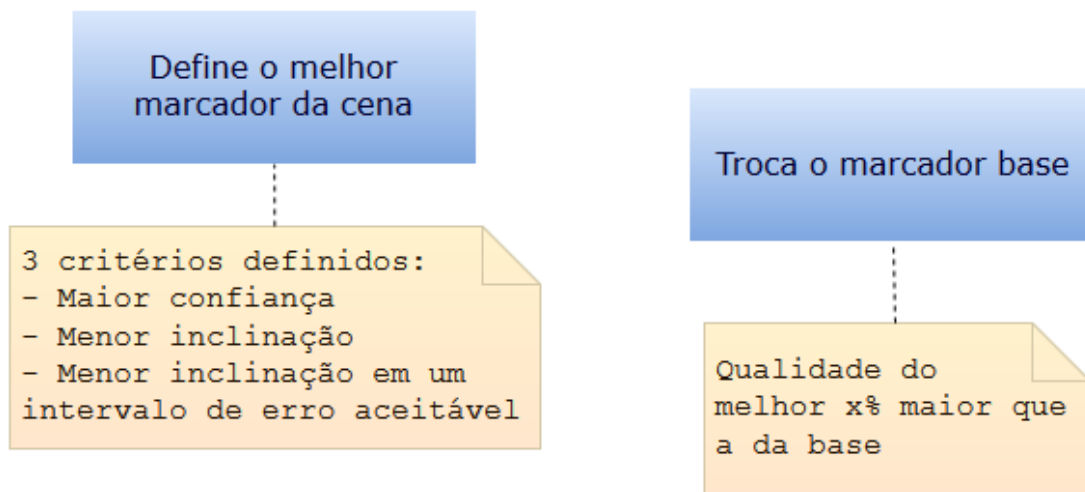 Define o melhor
marcador da cena
3 critérios definidos:
- Maior confiança
- Menor inclinação
- Menor inclinação em um
intervalo de erro aceitável
Troca o marcador base
Qualidade do
melhor x% maior que
a da base